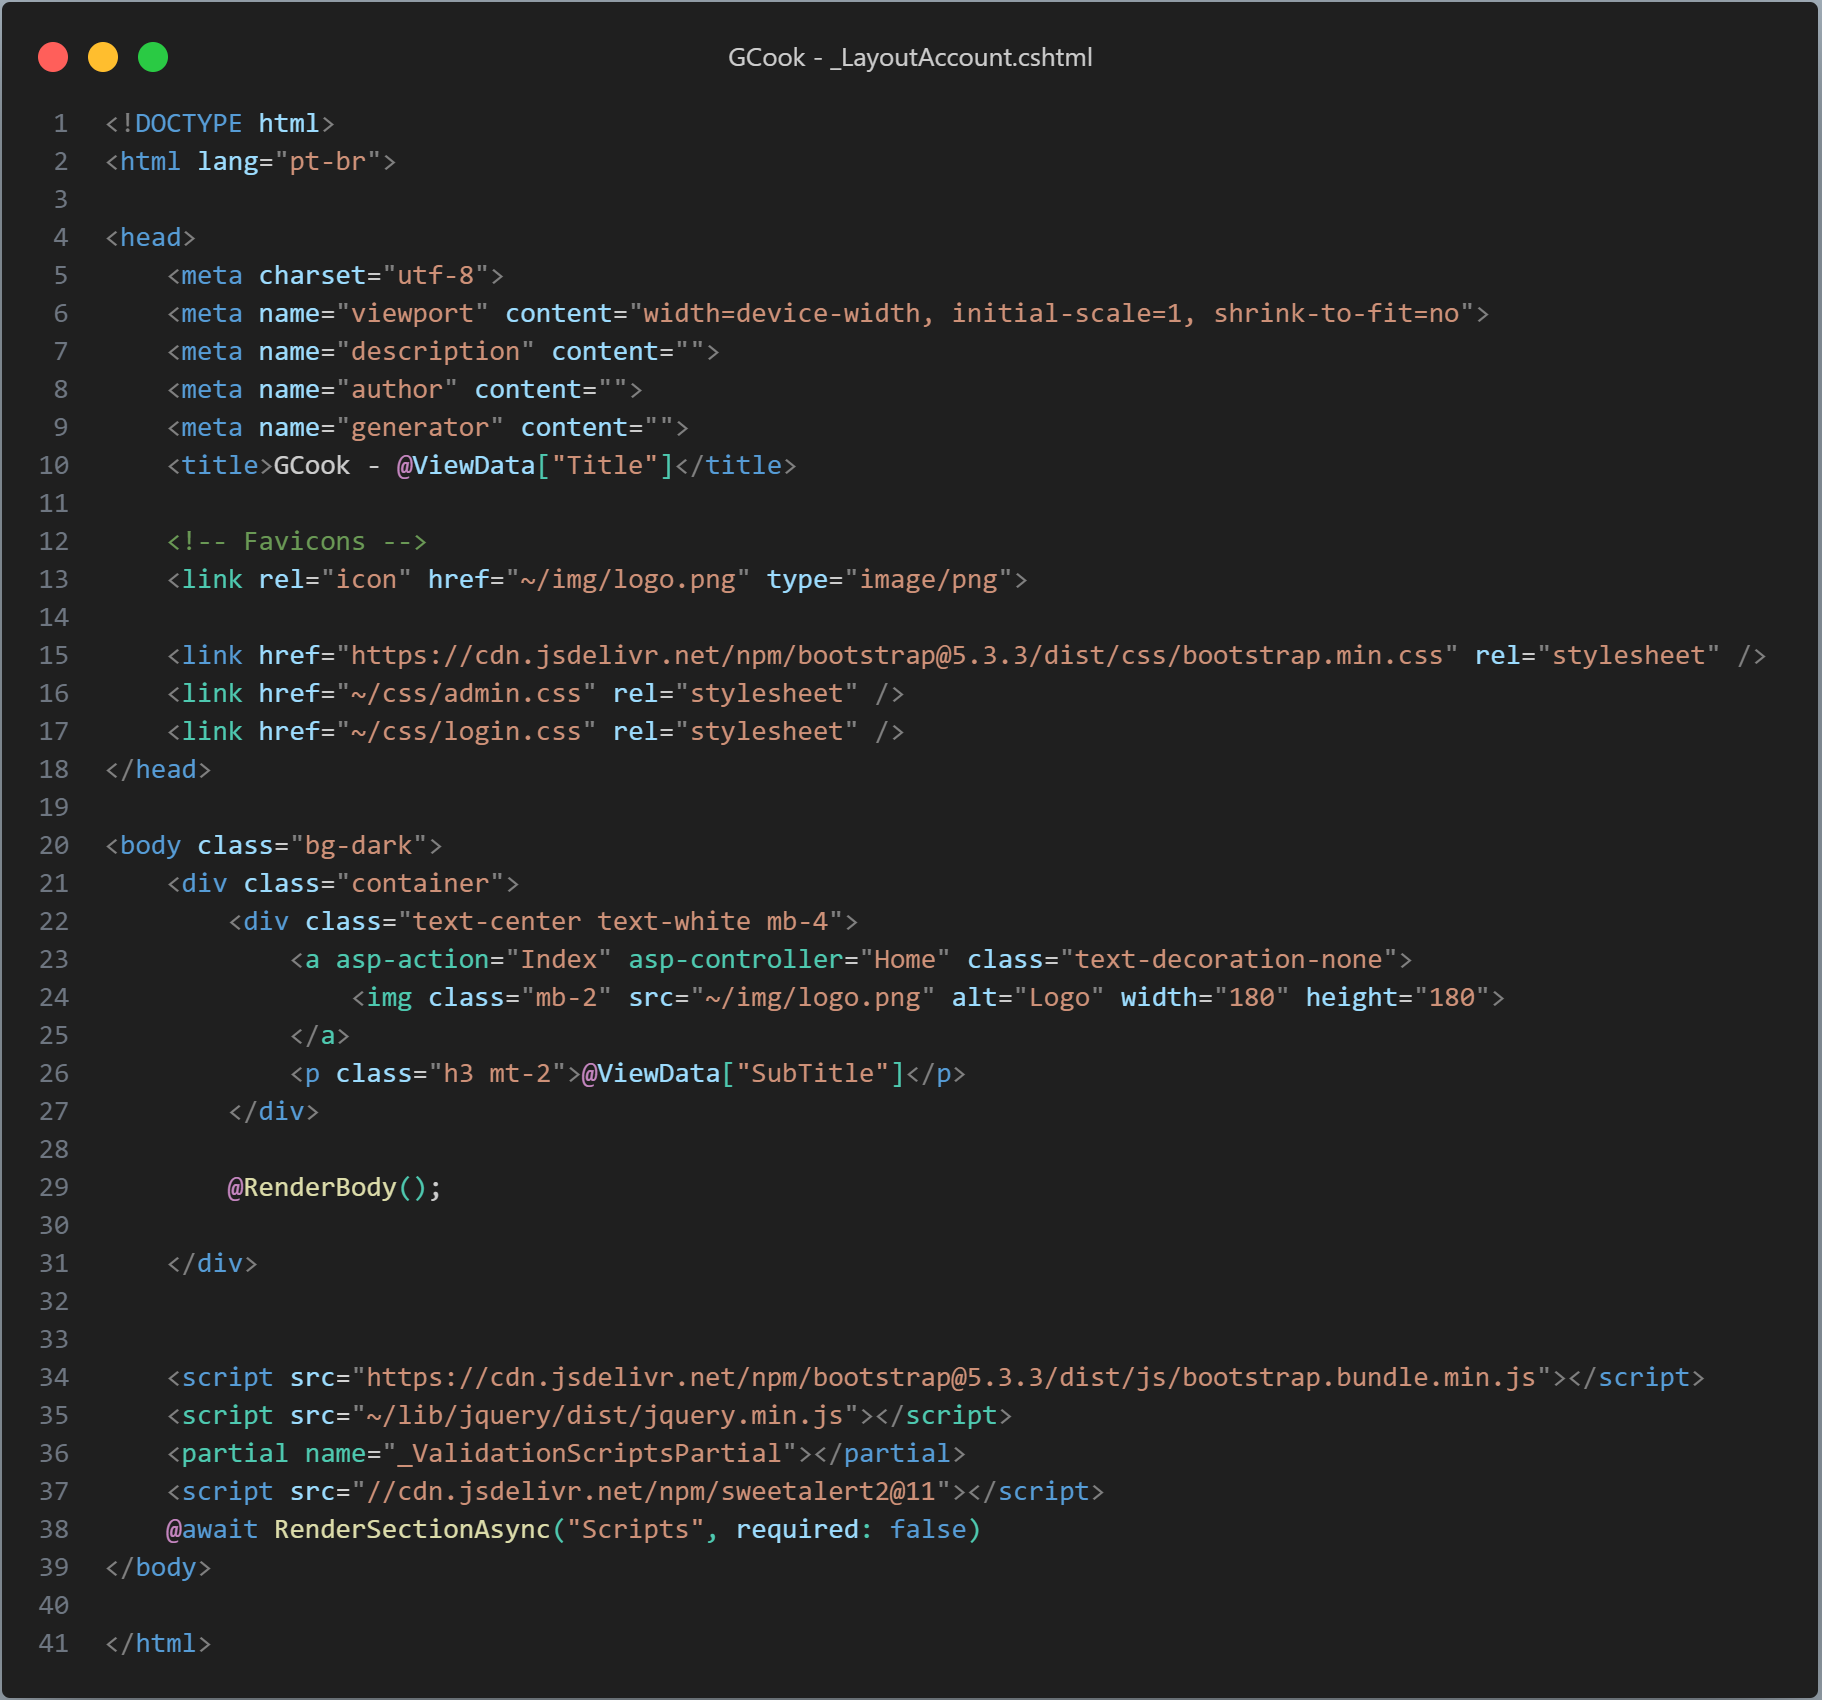 GCook - _LayoutAccount.cshtml
1 <!DOCTYPE html>
2 <html lang="pt-br">
3
4 <head>
5     <meta charset="utf-8">
6     <meta name="viewport" content="width=device-width, initial-scale=1, shrink-to-fit=no">
7     <meta name="description" content="">
8     <meta name="author" content="">
9     <meta name="generator" content="">
10     <title>GCook - @ViewData["Title"]</title>
11
12     <!-- Favicons -->
13     <link rel="icon" href="~/img/logo.png" type="image/png">
14
15     <link href="https://cdn.jsdelivr.net/npm/bootstrap@5.3.3/dist/css/bootstrap.min.css" rel="stylesheet" />
16     <link href="~/css/admin.css" rel="stylesheet" />
17     <link href="~/css/login.css" rel="stylesheet" />
18 </head>
19
20 <body class="bg-dark">
21     <div class="container">
22         <div class="text-center text-white mb-4">
23             <a asp-action="Index" asp-controller="Home" class="text-decoration-none">
24                 <img class="mb-2" src="~/img/logo.png" alt="Logo" width="180" height="180">
25             </a>
26             <p class="h3 mt-2">@ViewData["SubTitle"]</p>
27         </div>
28
29         @RenderBody();
30
31     </div>
32
33
34     <script src="https://cdn.jsdelivr.net/npm/bootstrap@5.3.3/dist/js/bootstrap.bundle.min.js"></script>
35     <script src="~/lib/jquery/dist/jquery.min.js"></script>
36     <partial name="_ValidationScriptsPartial"></partial>
37     <script src="//cdn.jsdelivr.net/npm/sweetalert2@11"></script>
38     @await RenderSectionAsync("Scripts", required: false)
39 </body>
40
41 </html>